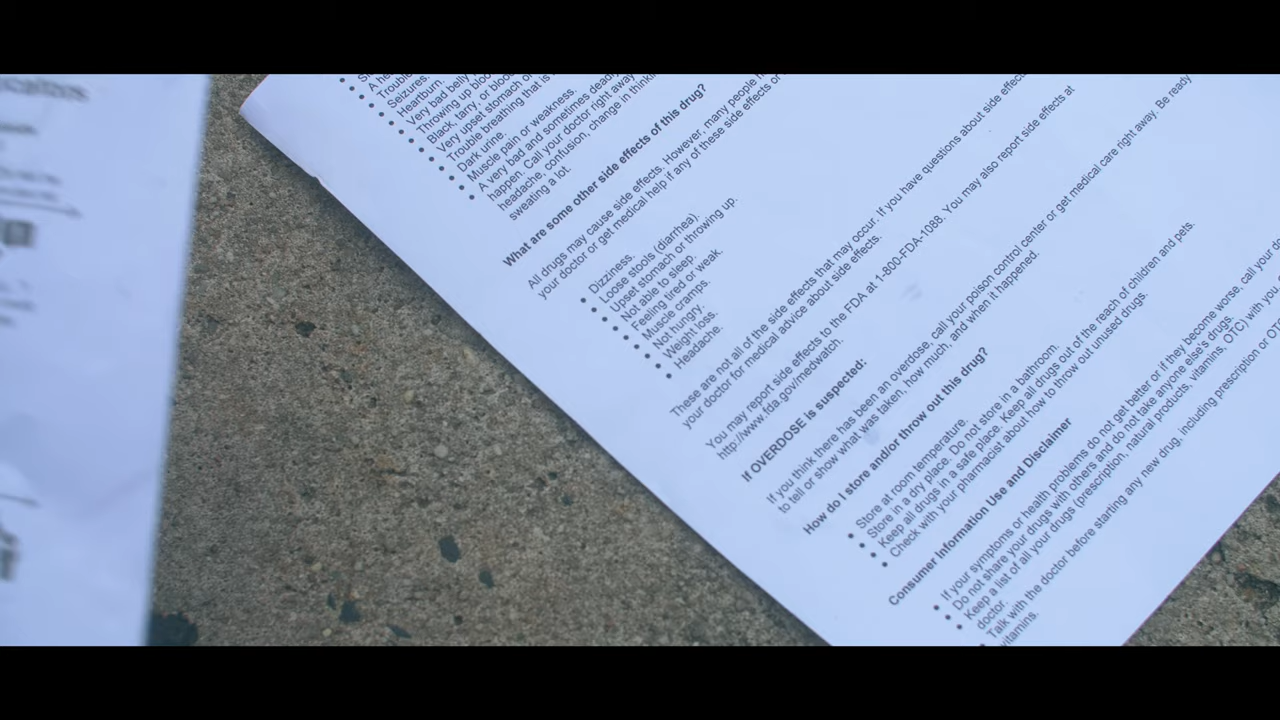 A he
Trouble
Seizures.
Heartburn.
Very bad belly
Throwing up bloo
Black, tarry, or blood
Very upset stomach or
Trouble breathing that is
Dark urine.
Muscle pain or weakness.
A very bad and sometimes deadly
happen. Call your doctor right away
headache, confusion, change in thinki
sweating a lot.
What are some other side effects of this drug?
All drugs may cause side effects. However, many people
your doctor or get medical help if any of these side effects or
Dizziness.
Loose stools (diarrhea).
Upset stomach or throwing up.
Not able to sleep.
Feeling tired or weak.
Muscle cramps.
Not hungry.
Weight loss.
Headache.
These are not all of the side effects that may occur. If you have questions about side effec
your doctor for medical advice about side effects.
You may report side effects to the FDA at 1-800-FDA-1088. You may also report side effects at
http://www.fda.gov/medwatch.
If OVERDOSE is suspected:
If you think there has been an overdose, call your poison control center or get medical care right away. Be ready
to tell or show what was taken, how much, and when it happened.
How do I store and/or throw out this drug?
Store at room temperature.
Store in a dry place. Do not store in a bathroom.
Keep all drugs in a safe place. Keep all drugs out of the reach of children and pets.
Check with your pharmacist about how to throw out unused drugs.
Consumer Information Use and Disclaimer
If your symptoms or health problems do not get better or if they become worse, call your d
Do not share your drugs with others and do not take anyone else's drugs.
Keep a list of all your drugs (prescription, natural products, vitamins, OTC) with you.
doctor.
Talk with the doctor before starting any new drug, including prescription or OT
vitamins.